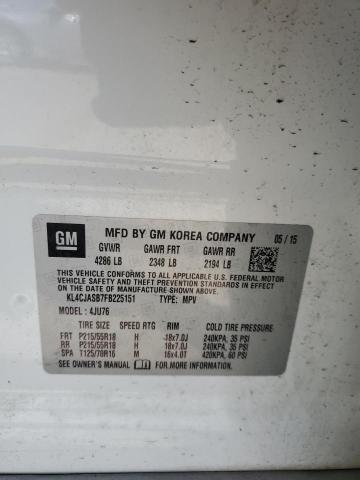 GM
MFD BY GM KOREA COMPANY 05 / 15
GVWR GAWR FRT GAWR RR
4286 LB 2348 LB 2194 LB
THIS VEHICLE CONFORMS TO ALL APPLICABLE U.S. FEDERAL MOTOR
VEHICLE SAFETY, BUMPER, AND THEFT PREVENTION STANDARDS
IN EFFECT ON THE DATE OF MANUFACTURE SHOWN ABOVE.
KL4CJASB7FB225151 TYPE: MPV
MODEL : 4JU76
TIRE SIZE SPEED RIM COLD TIRE PRESSURE
FRT P215/55R18 H 18x7.0J 240KPA, 35 PSI
RR P215/55R18 H 18x7.0J 240KPA, 35 PSI
SPA T125/70R16 M 16x4.0T 420KPA, 60 PSI
SEE OWNER'S MANUAL FOR MORE INFORMATION